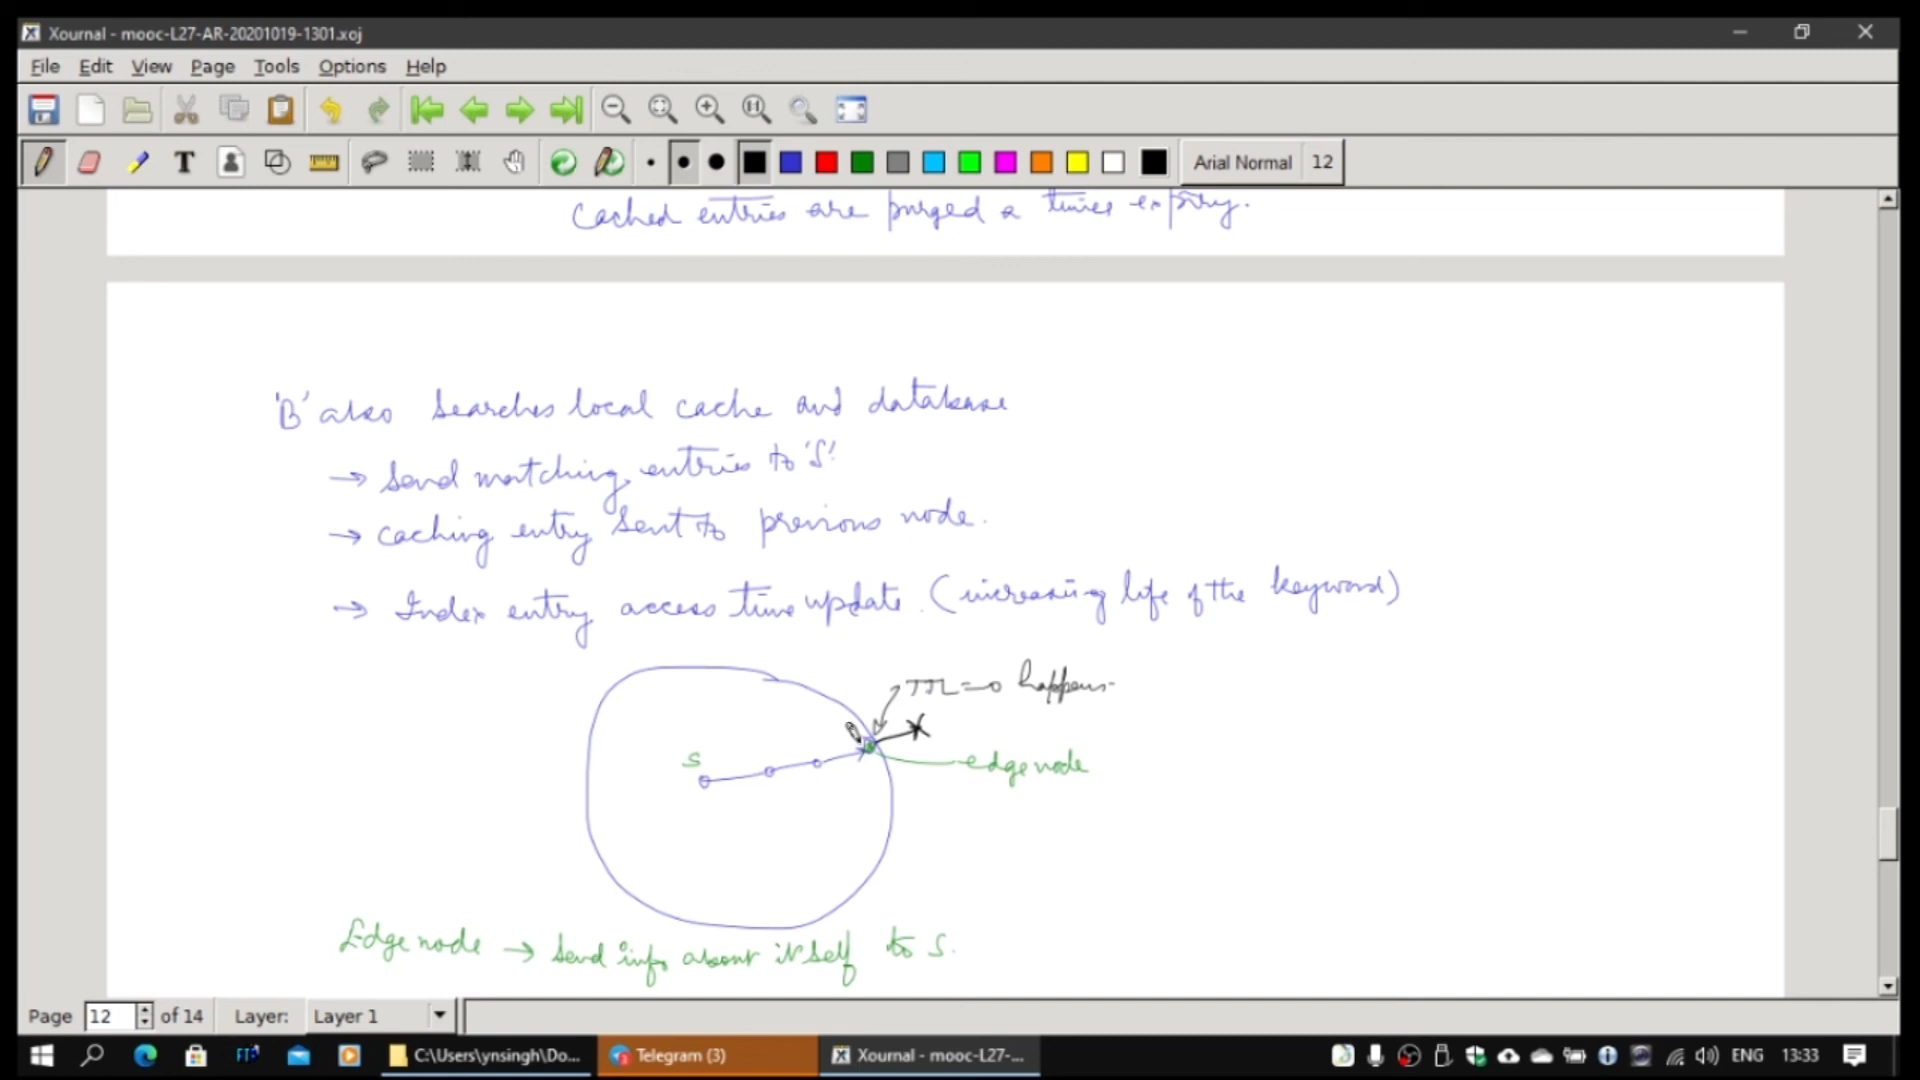 Xournal - mooc-L27-AR-20201019-1301.xoj
File Edit View Page Tools Options Help
T Arial Normal 12
Cached entries are purged a times expiry.
'B' also Searches local cache and database
→ Send matching entries to 'S'
→ Caching entry Sent to previous node.
→ Index entry access time update. (increasing life of the keyword)
TTL=0 happens
S
edge node
Edge node → Send info about itself to S.
Page 12 of 14 Layer: Layer 1
C:\Users\ynsingh\Do... Telegram (3) Xournal - mooc-L27-... ENG 13:33